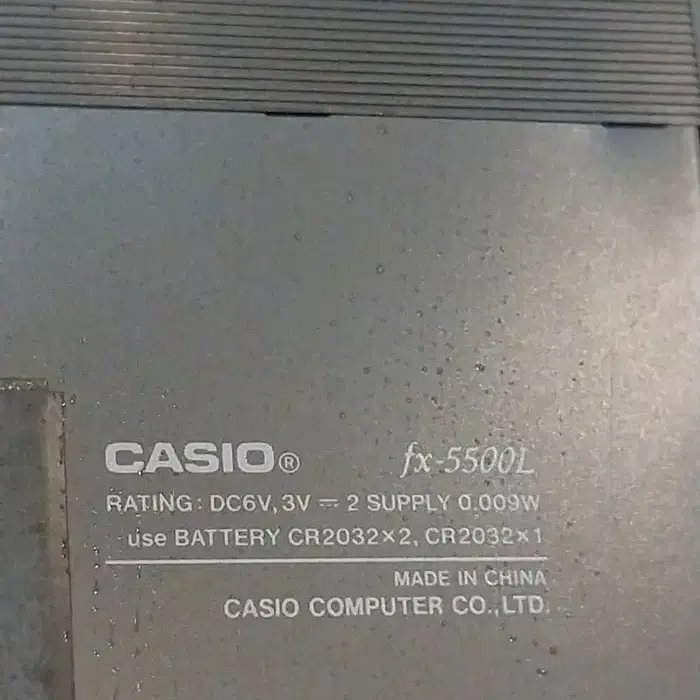 CASIO® fx-5500L
RATING: DC6V, 3V ⎓ 2 SUPPLY 0.009W
use BATTERY CR2032×2, CR2032×1
MADE IN CHINA
CASIO COMPUTER CO.,LTD.